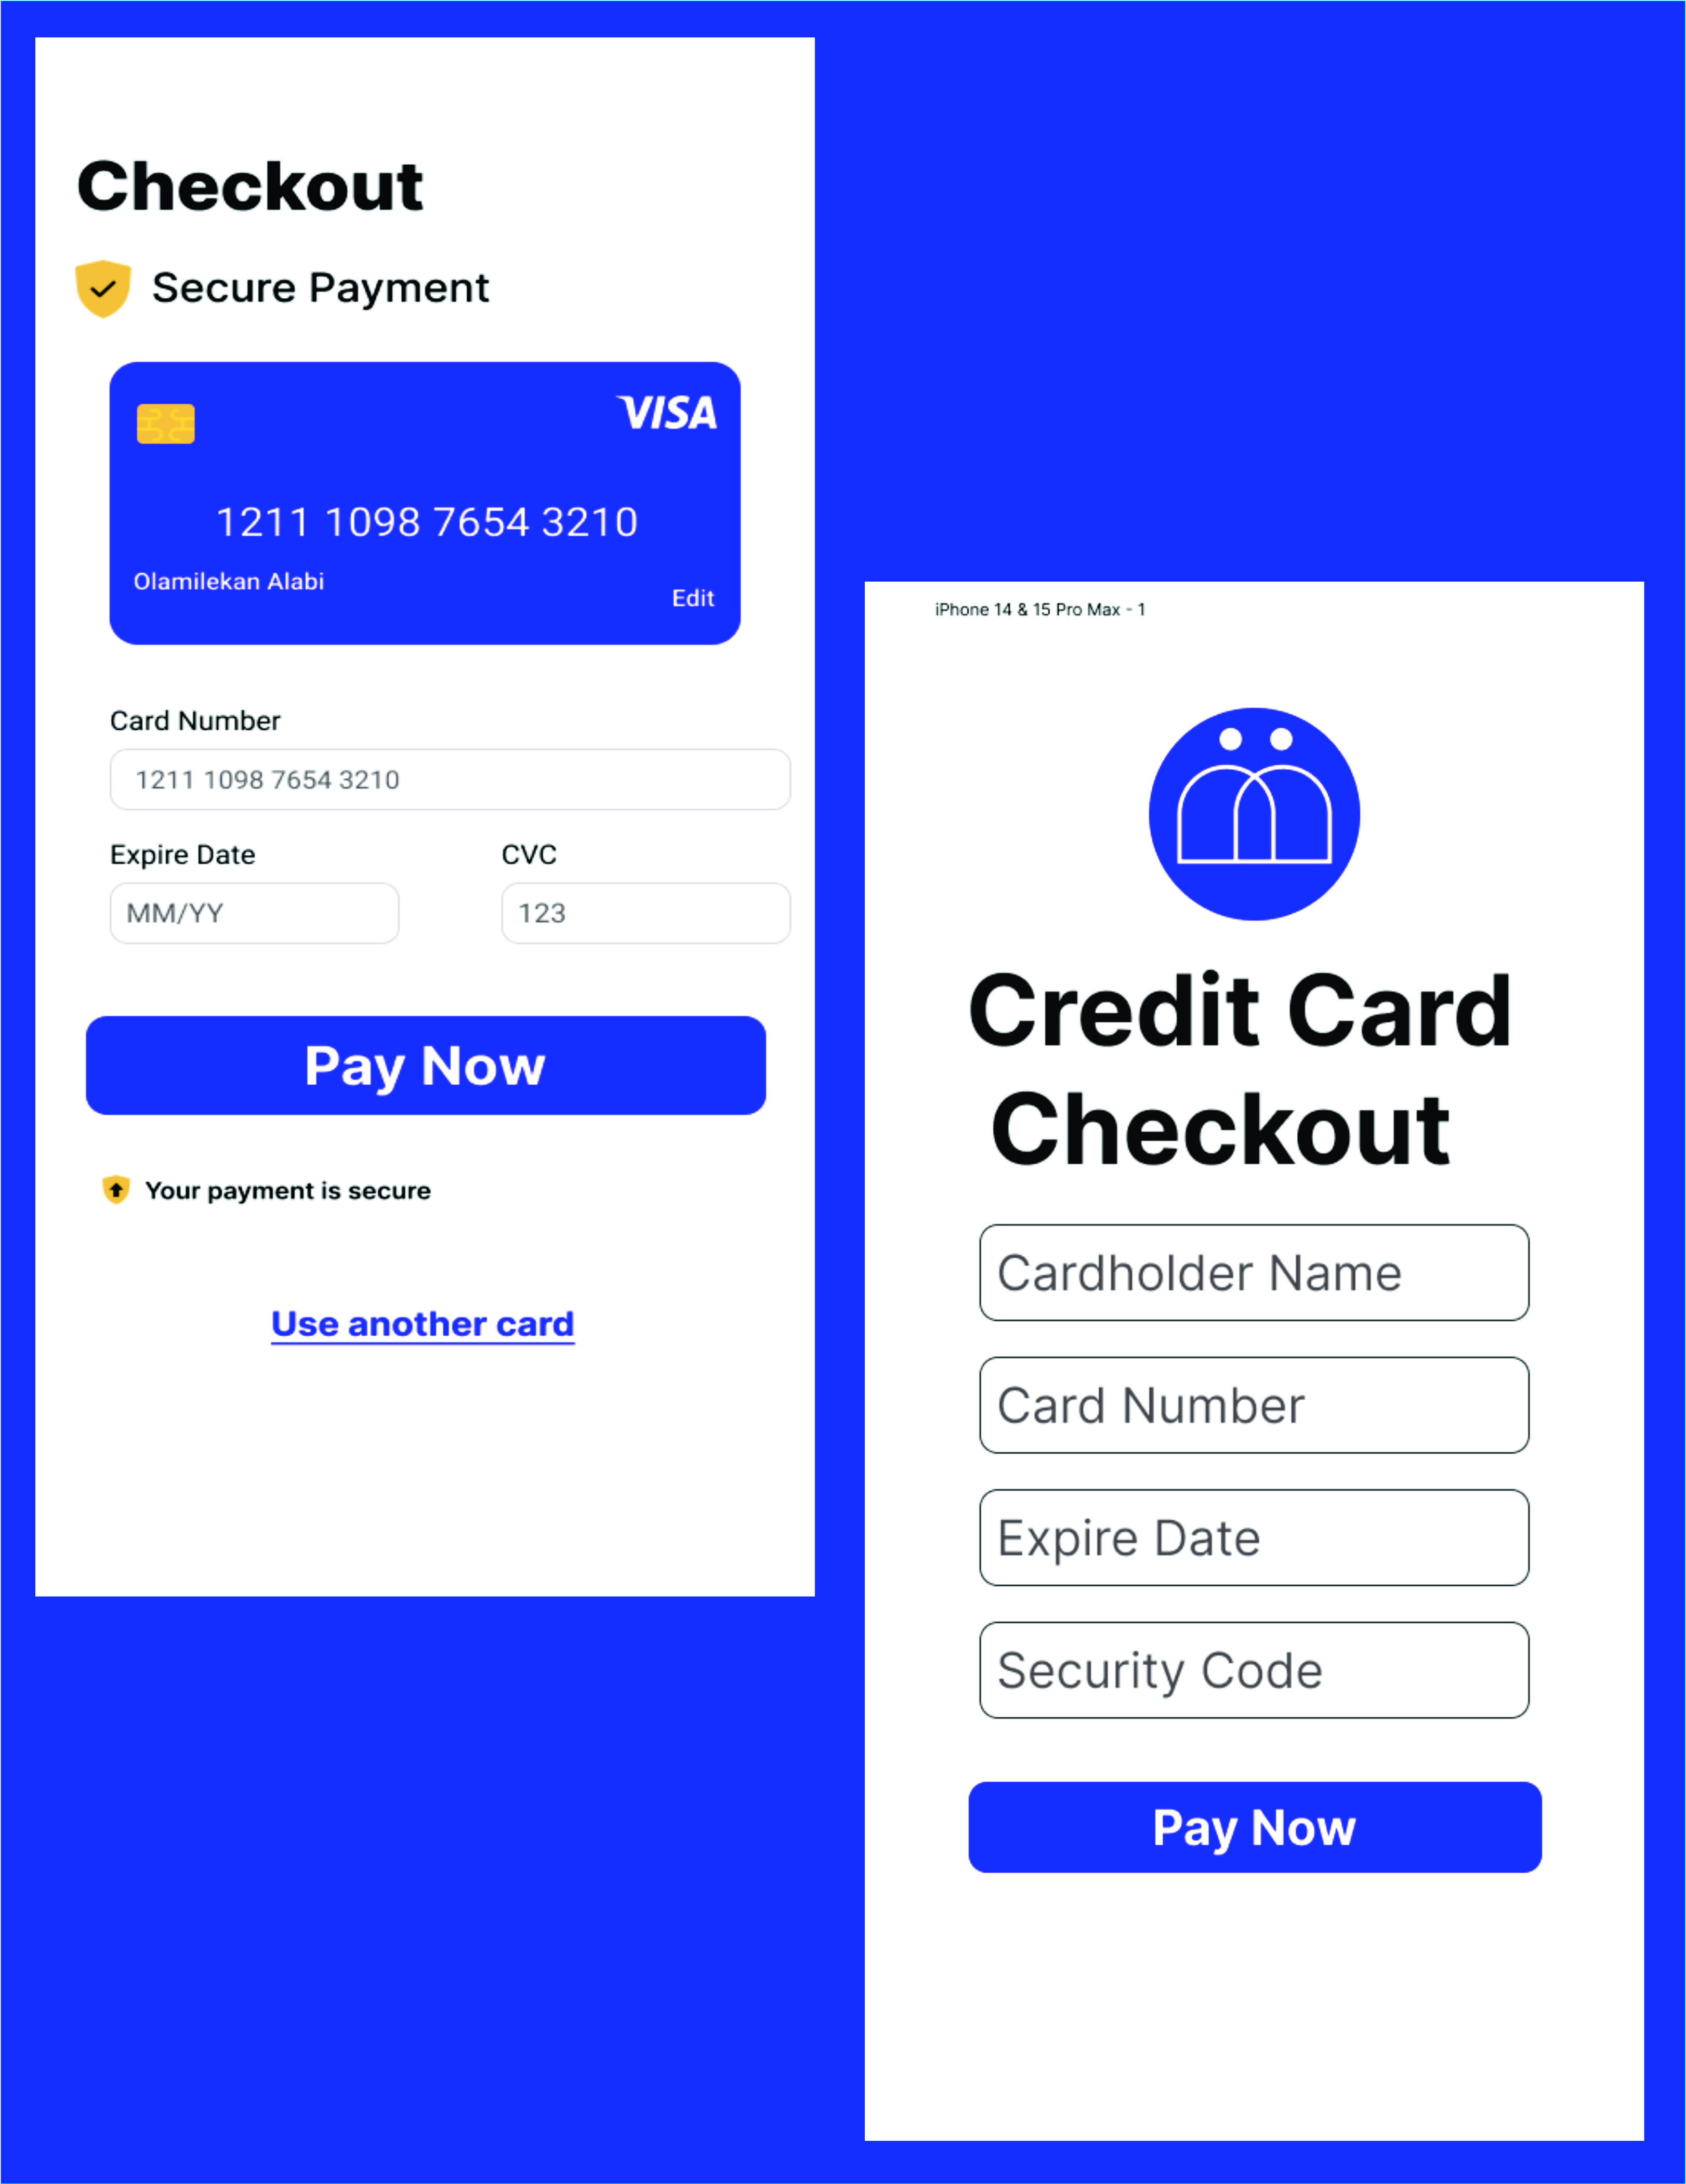 Checkout
Secure Payment
VISA
1211 1098 7654 3210
Olamilekan Alabi
Edit
Card Number
1211 1098 7654 3210
Expire Date CVC
MM/YY 123
Pay Now
Your payment is secure
Use another card
iPhone 14 & 15 Pro Max - 1
Credit Card
Checkout
Cardholder Name
Card Number
Expire Date
Security Code
Pay Now